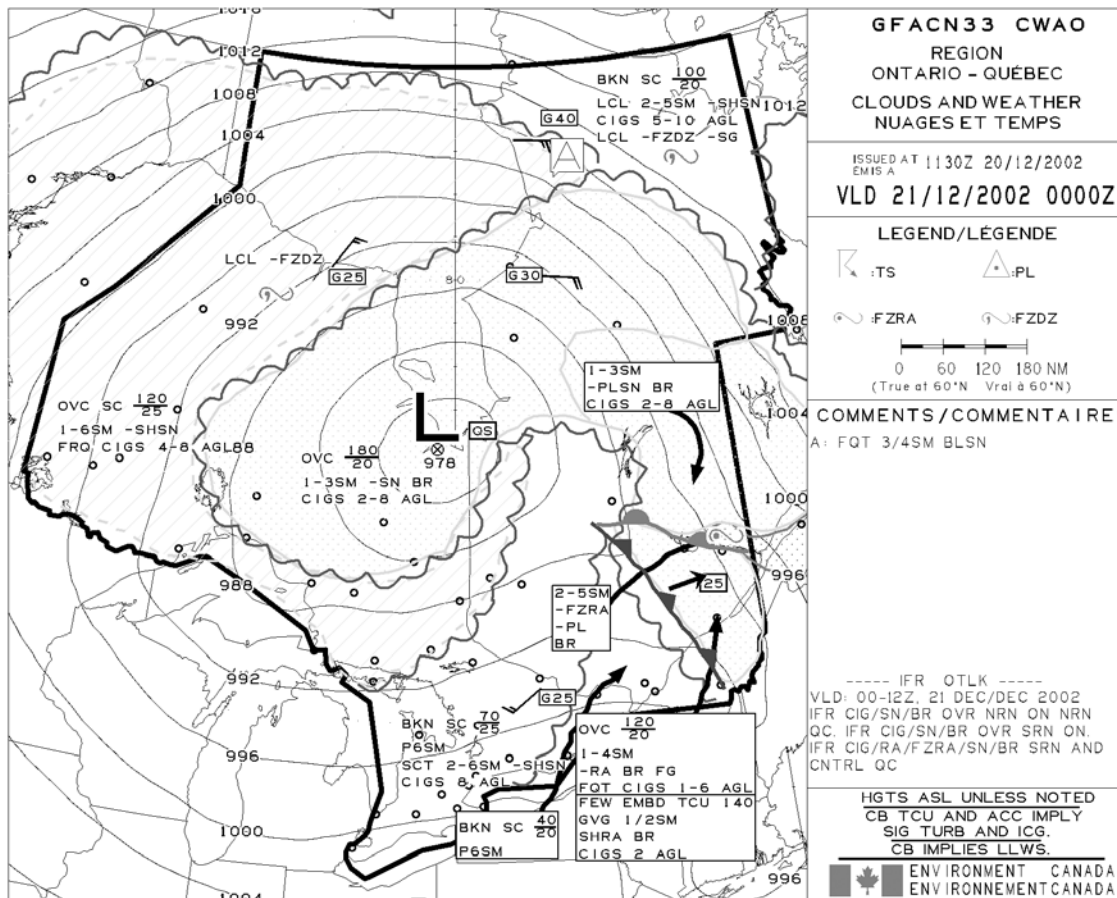 GFACN33 CWAO
REGION
ONTARIO - QUÉBEC
CLOUDS AND WEATHER
NUAGES ET TEMPS
ISSUED AT 1130Z 20/12/2002
EMIS A
VLD 21/12/2002 0000Z
LEGEND/LÉGENDE
:TS
:PL
:FZRA
:FZDZ
0 60 120 180 NM
(True at 60°N Vrai à 60°N)
COMMENTS/COMMENTAIRE
A: FQT 3/4SM BLSN
----- IFR OTLK -----
VLD: 00-12Z, 21 DEC/DEC 2002
IFR CIG/SN/BR OVR NRN ON NRN
QC. IFR CIG/SN/BR OVR SRN ON.
IFR CIG/RA/FZRA/SN/BR SRN AND
CNTRL QC
HGTS ASL UNLESS NOTED
CB TCU AND ACC IMPLY
SIG TURB AND ICG.
CB IMPLIES LLWS.
ENVIRONMENT CANADA
ENVIRONNEMENT CANADA
1012
1008
1004
1000
992
BKN SC 100/20
LCL 2-5SM -SHSN
CIGS 5-10 AGL
LCL -FZDZ -SG
1012
G40
A
LCL -FZDZ
G25
G30
1008
1-3SM
-PLSN BR
CIGS 2-8 AGL
1004
OVC SC 120/25
1-6SM -SHSN
FRQ CIGS 4-8 AGL
88
L
QS
978
OVC 180/20
1-3SM -SN BR
CIGS 2-8 AGL
1000
996
25
988
2-5SM
-FZRA
-PL
BR
992
G25
BKN SC 70/25
P6SM
SCT 2-6SM -SHSN
CIGS 8 AGL
996
OVC 120/20
1-4SM
-RA BR FG
FQT CIGS 1-6 AGL
FEW EMBD TCU 140
GVG 1/2SM
SHRA BR
CIGS 2 AGL
BKN SC 40/20
P6SM
1000
1004
996